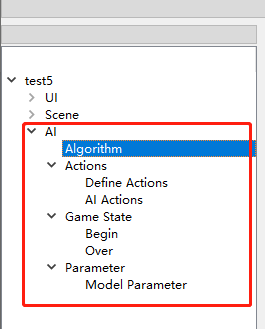 test5
UI
Scene
AI
Algorithm
Actions
Define Actions
AI Actions
Game State
Begin
Over
Parameter
Model Parameter